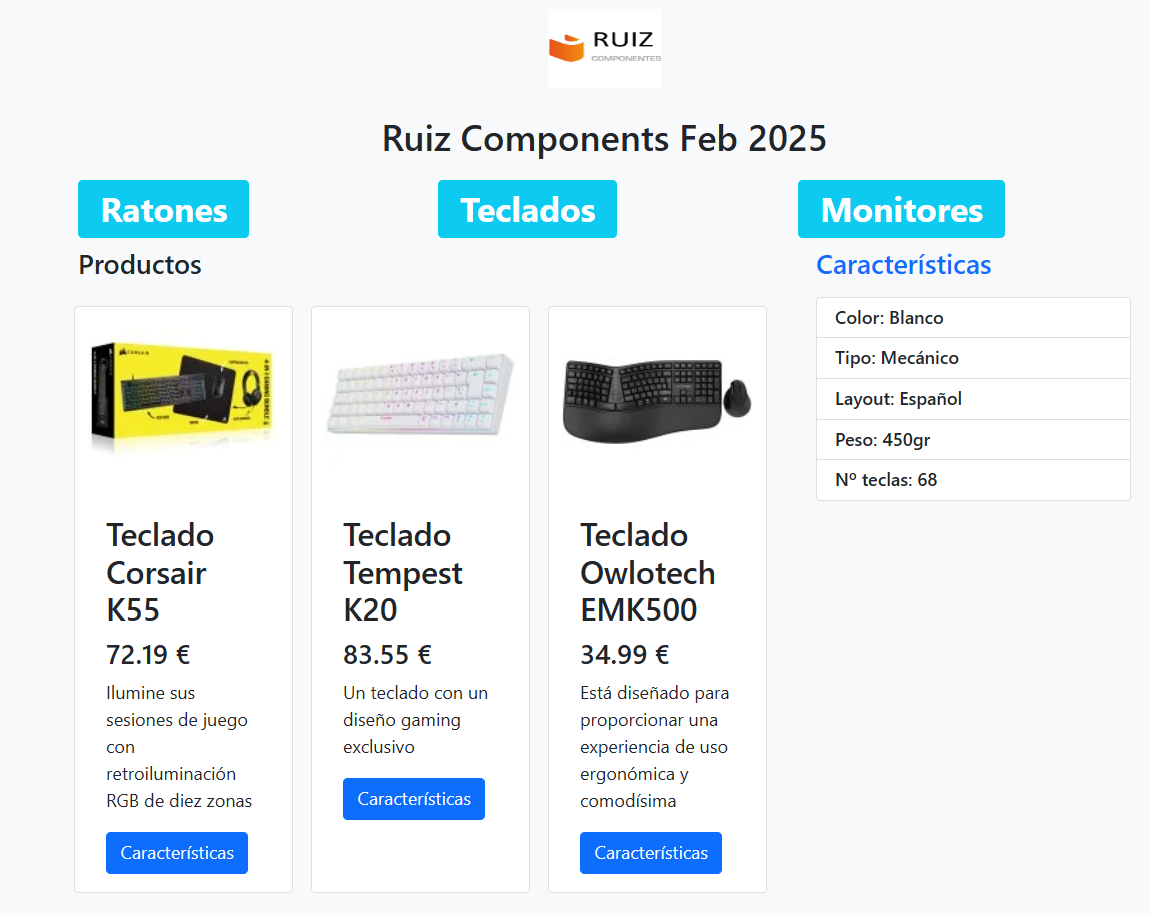 RUIZ
COMPONENTES
Ruiz Components Feb 2025
Ratones
Teclados
Monitores
Productos
CORSAIR
Teclado
Corsair
K55
72.19 €
Ilumine sus
sesiones de juego
con
retroiluminación
RGB de diez zonas
Características
Teclado
Tempest
K20
83.55 €
Un teclado con un
diseño gaming
exclusivo
Características
Teclado
Owlotech
EMK500
34.99 €
Está diseñado para
proporcionar una
experiencia de uso
ergonómica y
comodísima
Características
Características
Color: Blanco
Tipo: Mecánico
Layout: Español
Peso: 450gr
Nº teclas: 68